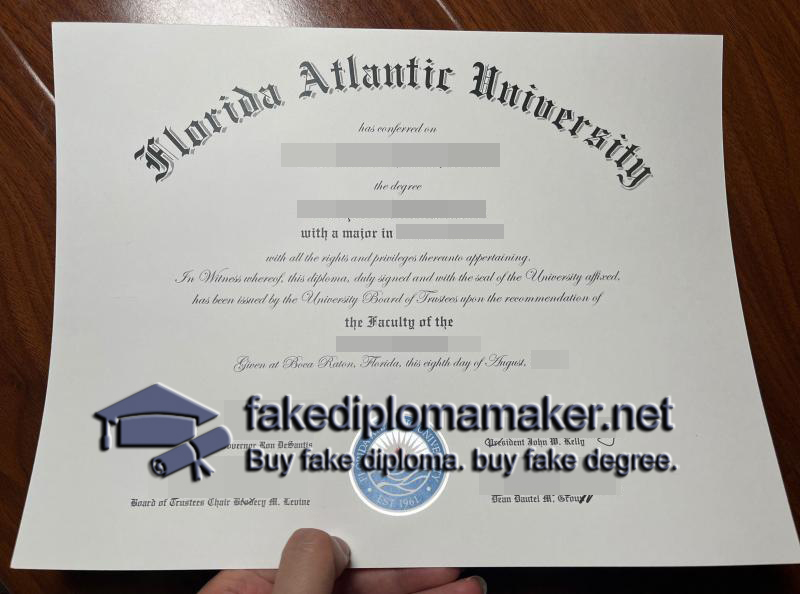 Florida Atlantic University
has conferred on
the degree
with a major in
with all the rights and privileges thereunto appertaining.
In Witness whereof, this diploma, duly signed and with the seal of the University affixed,
has been issued by the University Board of Trustees upon the recommendation of
the Faculty of the
Given at Boca Raton, Florida, this eighth day of August,
fakediplomamaker.net
Buy fake diploma. buy fake degree.
Governor Ron DeSantis
President John W. Kelly
FLORIDA UNIVERSITY
EST. 1961
Board of Trustees Chair M. Levine
Dean M.